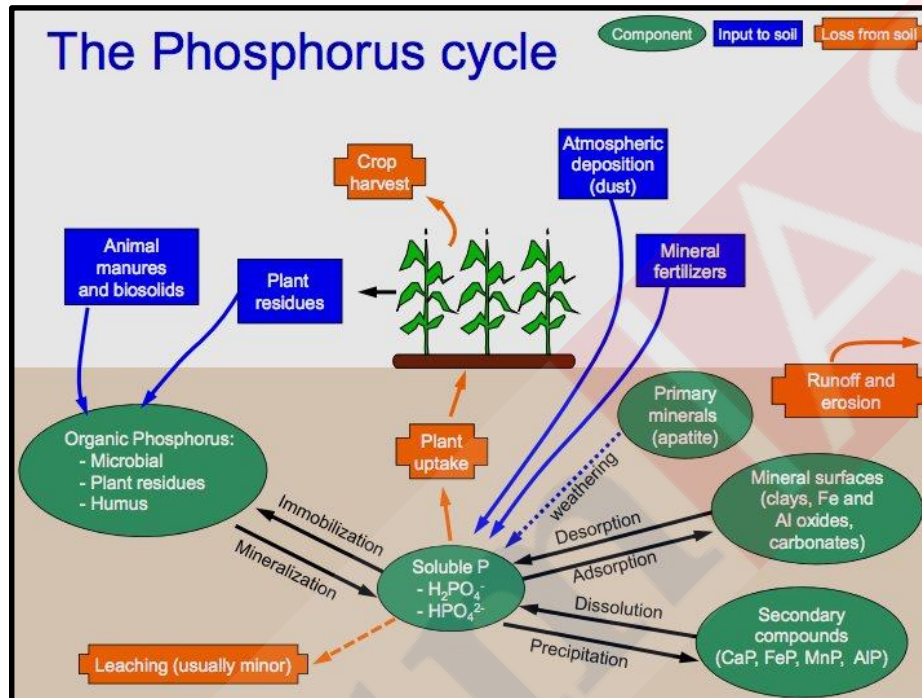 The Phosphorus cycle
Component
Input to soil
Loss from soil
Atmospheric
deposition
(dust)
Crop
harvest
Mineral
fertilizers
Animal
manures
and biosolids
Plant
residues
Runoff and
erosion
Primary
minerals
(apatite)
Organic Phosphorus:
- Microbial
- Plant residues
- Humus
Plant
uptake
weathering
Mineral surfaces
(clays, Fe and
Al oxides,
carbonates)
Immobilization
Mineralization
Desorption
Adsorption
Soluble P
- H₂PO₄⁻
- HPO₄²⁻
Dissolution
Precipitation
Secondary
compounds
(CaP, FeP, MnP, AlP)
Leaching (usually minor)